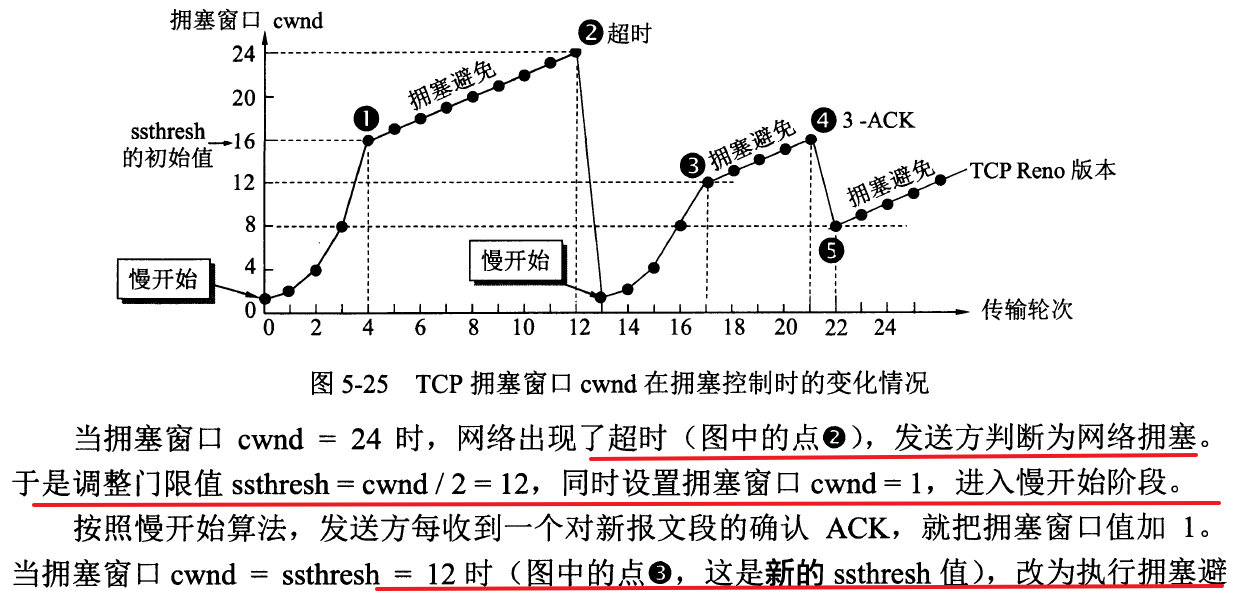 拥塞窗口 cwnd
❷超时
24
20
ssthresh
的初始值
16
12
8
4
0
❶
拥塞避免
❸
拥塞避免
❹ 3 -ACK
拥塞避免
TCP Reno 版本
❺
慢开始
慢开始
0 2 4 6 8 10 12 14 16 18 20 22 24
传输轮次
图 5-25 TCP 拥塞窗口 cwnd 在拥塞控制时的变化情况
当拥塞窗口 cwnd = 24 时，网络出现了超时（图中的点❷），发送方判断为网络拥塞。
于是调整门限值 ssthresh = cwnd / 2 = 12，同时设置拥塞窗口 cwnd = 1，进入慢开始阶段。
按照慢开始算法，发送方每收到一个对新报文段的确认 ACK，就把拥塞窗口值加 1。
当拥塞窗口 cwnd = ssthresh = 12 时（图中的点❸，这是新的 ssthresh 值），改为执行拥塞避